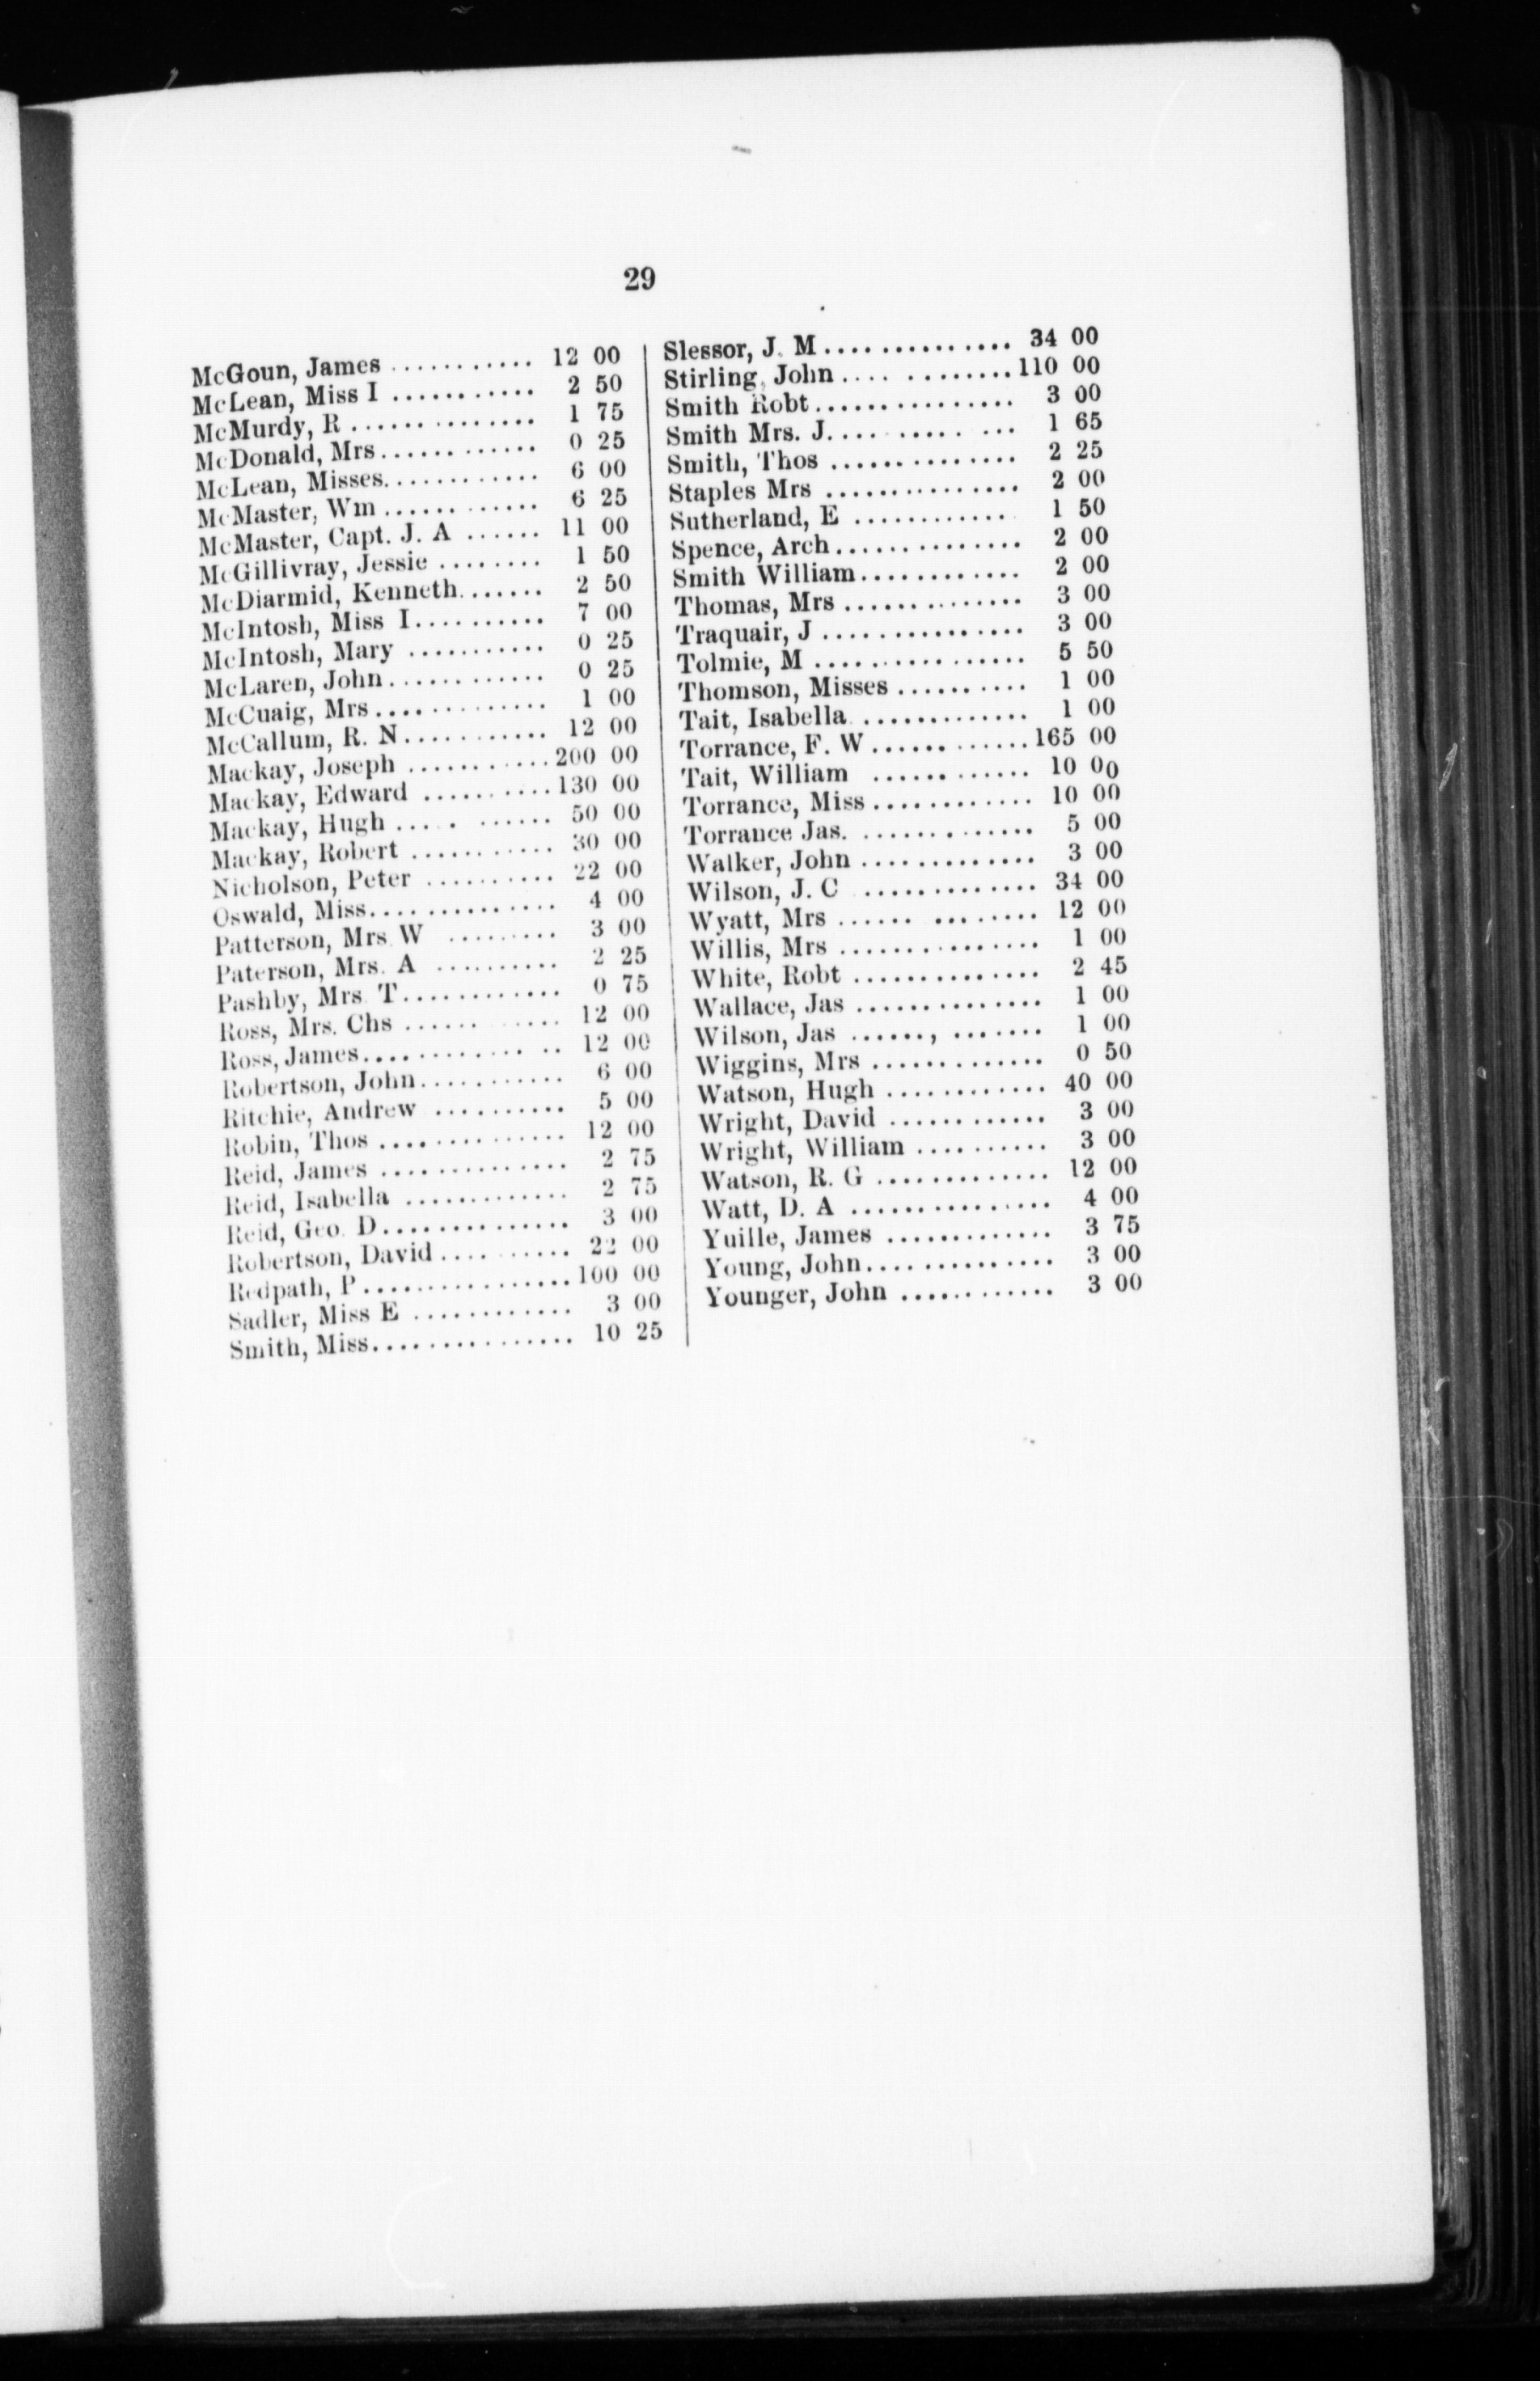 29
McGoun, James ........... 12 00
McLean, Miss I ........... 2 50
McMurdy, R ............... 1 75
McDonald, Mrs............ 0 25
McLean, Misses............ 6 00
McMaster, Wm ............. 6 25
McMaster, Capt. J. A ...... 11 00
McGillivray, Jessie ........ 1 50
McDiarmid, Kenneth....... 2 50
McIntosh, Miss I.......... 7 00
McIntosh, Mary ........... 0 25
McLaren, John............. 0 25
McCuaig, Mrs.............. 1 00
McCallum, R. N........... 12 00
Mackay, Joseph ...........200 00
Mackay, Edward ..........130 00
Mackay, Hugh ..... ...... 50 00
Mackay, Robert ........... 30 00
Nicholson, Peter .......... 22 00
Oswald, Miss.............. 4 00
Patterson, Mrs. W ......... 3 00
Paterson, Mrs. A .......... 2 25
Pashby, Mrs. T............ 0 75
Ross, Mrs. Chs ............ 12 00
Ross, James............. .. 12 00
Robertson, John........... 6 00
Ritchie, Andrew .......... 5 00
Robin, Thos .............. 12 00
Reid, James .............. 2 75
Reid, Isabella ............ 2 75
Reid, Geo. D.............. 3 00
Robertson, David.......... 22 00
Redpath, P................100 00
Sadler, Miss E ............ 3 00
Smith, Miss............... 10 25
Slessor, J. M.............. 34 00
Stirling, John.... ........110 00
Smith Robt............... 3 00
Smith Mrs. J.......... ... 1 65
Smith, Thos .............. 2 25
Staples Mrs .............. 2 00
Sutherland, E ............ 1 50
Spence, Arch.............. 2 00
Smith William............ 2 00
Thomas, Mrs ............. 3 00
Traquair, J ............... 3 00
Tolmie, M ................ 5 50
Thomson, Misses .......... 1 00
Tait, Isabella. ............ 1 00
Torrance, F. W............165 00
Tait, William ............ 10 00
Torrance, Miss............ 10 00
Torrance Jas. ............. 5 00
Walker, John ............. 3 00
Wilson, J. C ............. 34 00
Wyatt, Mrs ...... ........ 12 00
Willis, Mrs ............... 1 00
White, Robt .............. 2 45
Wallace, Jas .............. 1 00
Wilson, Jas ......, ....... 1 00
Wiggins, Mrs ............. 0 50
Watson, Hugh ............ 40 00
Wright, David ............ 3 00
Wright, William .......... 3 00
Watson, R. G ............. 12 00
Watt, D. A ............... 4 00
Yuille, James ............. 3 75
Young, John.............. 3 00
Younger, John ............ 3 00